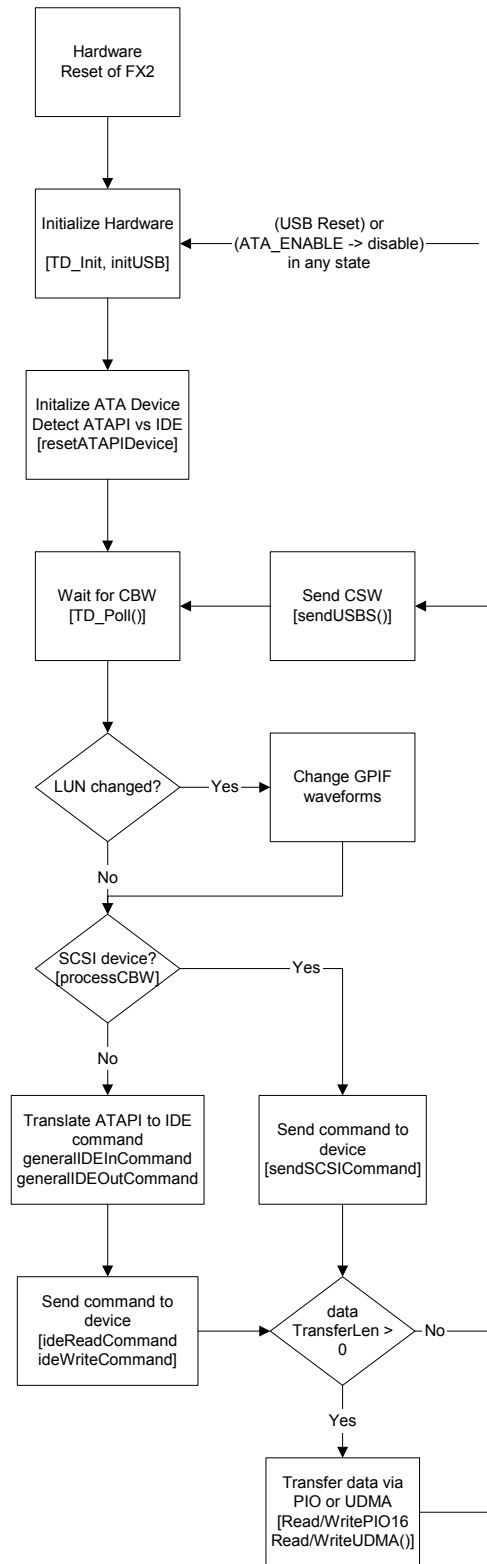 Hardware
Reset of FX2
Initialize Hardware
[TD_Init, initUSB]
(USB Reset) or
(ATA_ENABLE -> disable)
in any state
Initalize ATA Device
Detect ATAPI vs IDE
[resetATAPIDevice]
Wait for CBW
[TD_Poll()]
Send CSW
[sendUSBS()]
LUN changed?
Yes
Change GPIF
waveforms
No
SCSI device?
[processCBW]
Yes
No
Translate ATAPI to IDE
command
generalIDEInCommand
generalIDEOutCommand
Send command to
device
[sendSCSICommand]
Send command to
device
[ideReadCommand
ideWriteCommand]
data
TransferLen >
0
No
Yes
Transfer data via
PIO or UDMA
[Read/WritePIO16
Read/WriteUDMA()]